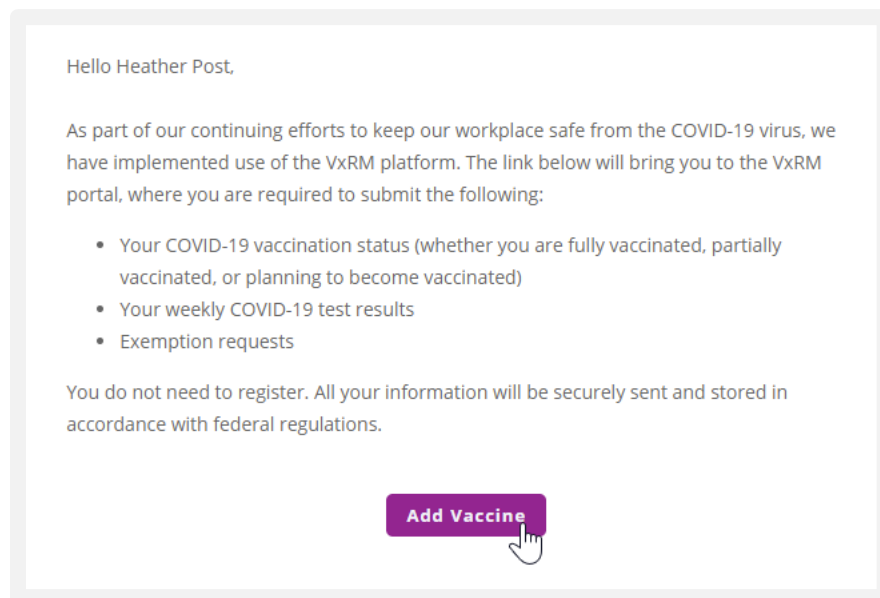 Hello Heather Post,
As part of our continuing efforts to keep our workplace safe from the COVID-19 virus, we
have implemented use of the VxRM platform. The link below will bring you to the VxRM
portal, where you are required to submit the following:
• Your COVID-19 vaccination status (whether you are fully vaccinated, partially
vaccinated, or planning to become vaccinated)
• Your weekly COVID-19 test results
• Exemption requests
You do not need to register. All your information will be securely sent and stored in
accordance with federal regulations.
Add Vaccine